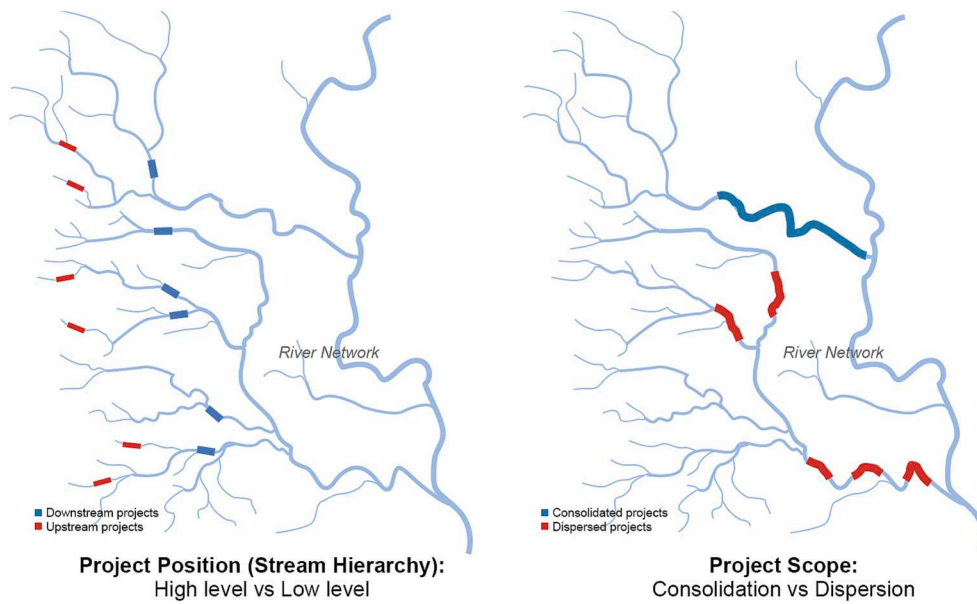 River Network
Downstream projects
Upstream projects
Project Position (Stream Hierarchy):
High level vs Low level
River Network
Consolidated projects
Dispersed projects
Project Scope:
Consolidation vs Dispersion